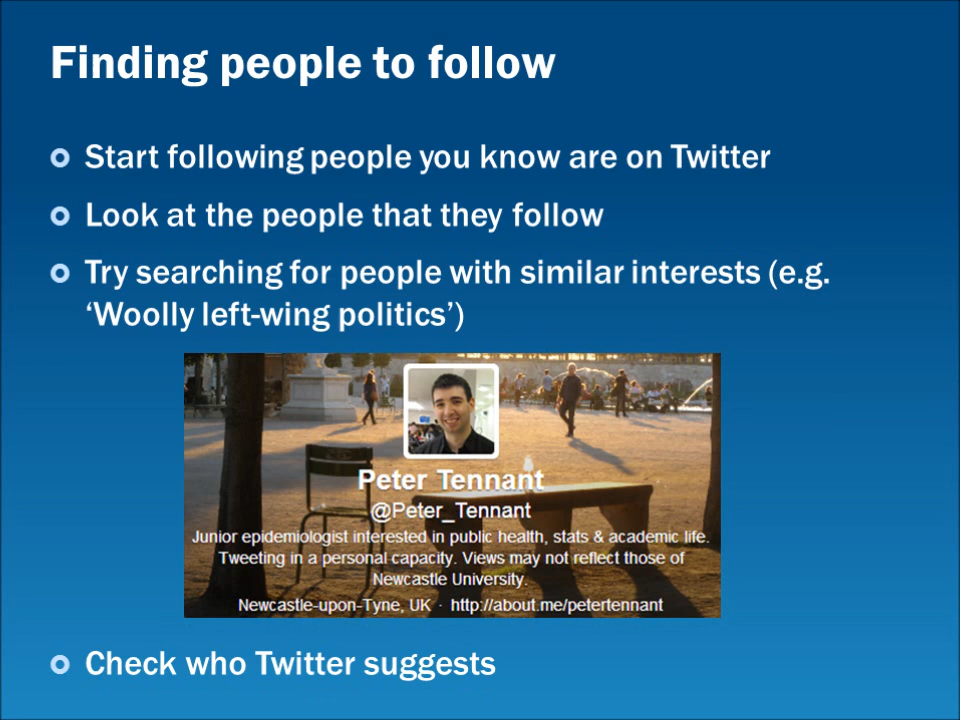 Finding people to follow
Start following people you know are on Twitter
Look at the people that they follow
Try searching for people with similar interests (e.g.
‘Woolly left-wing politics’)
Peter Tennant
@Peter_Tennant
Junior epidemiologist interested in public health, stats & academic life.
Tweeting in a personal capacity. Views may not reflect those of
Newcastle University.
Newcastle-upon-Tyne, UK · http://about.me/petertennant
Check who Twitter suggests